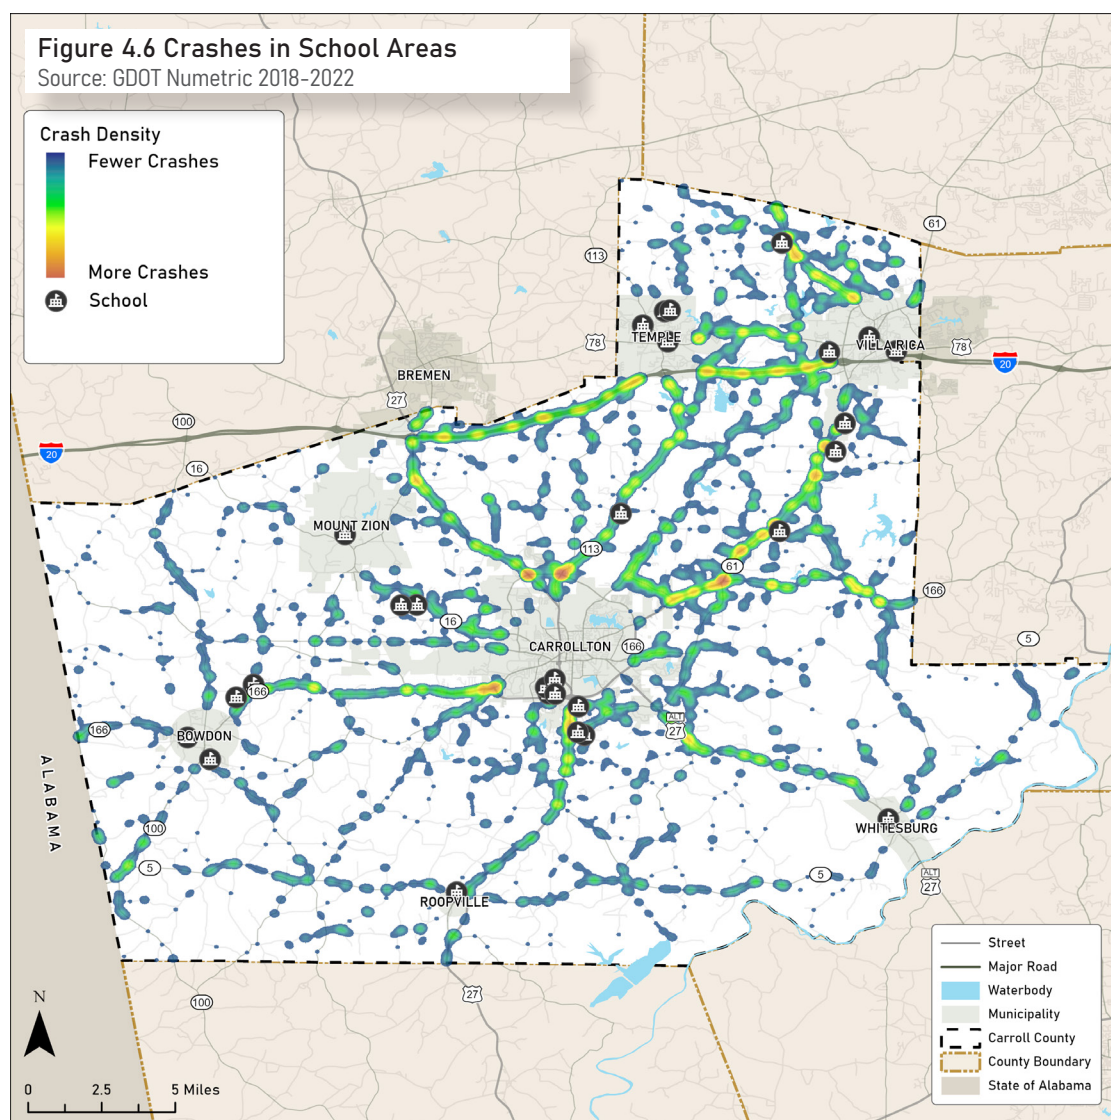 Figure 4.6 Crashes in School Areas
Source: GDOT Numetric 2018-2022
Crash Density
Fewer Crashes
More Crashes
School
61
113
78
TEMPLE
VILLA RICA
78
20
BREMEN
27
100
20
16
MOUNT ZION
113
61
166
16
CARROLLTON
166
5
166
166
BOWDON
ALT
27
ALABAMA
100
5
WHITESBURG
5
ALT
27
ROOPVILLE
27
100
N
0 2.5 5 Miles
Street
Major Road
Waterbody
Municipality
Carroll County
County Boundary
State of Alabama